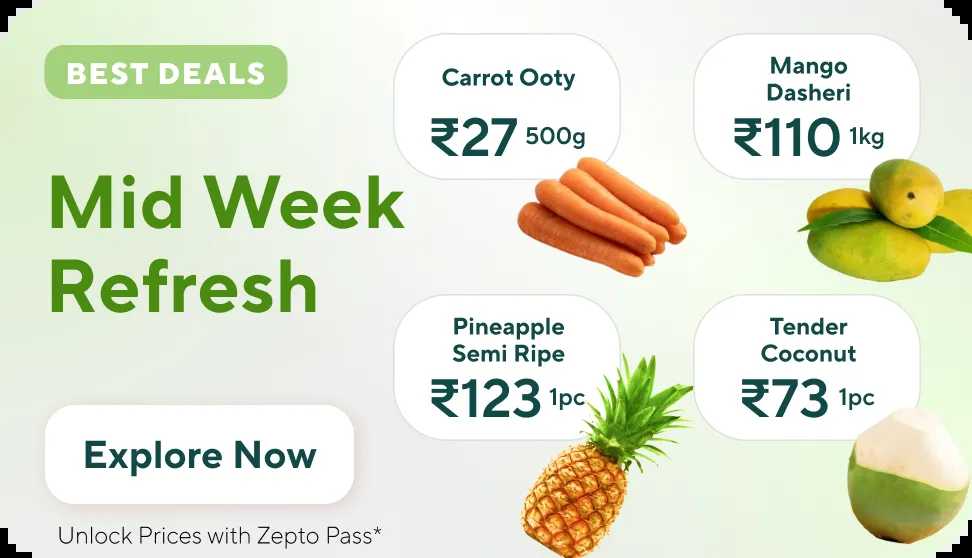 BEST DEALS
Mid Week
Refresh
Explore Now
Unlock Prices with Zepto Pass*
Carrot Ooty
₹27 500g
Mango
Dasheri
₹110 1kg
Pineapple
Semi Ripe
₹123 1pc
Tender
Coconut
₹73 1pc